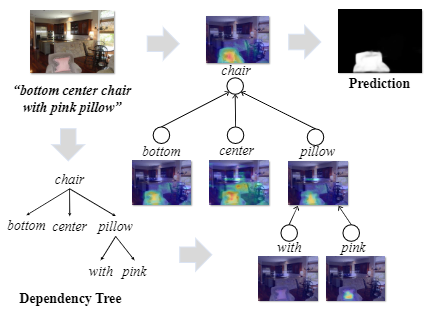 chair
"bottom center chair
with pink pillow"
Prediction
bottom center pillow
chair
bottom center pillow
with pink
with pink
Dependency Tree